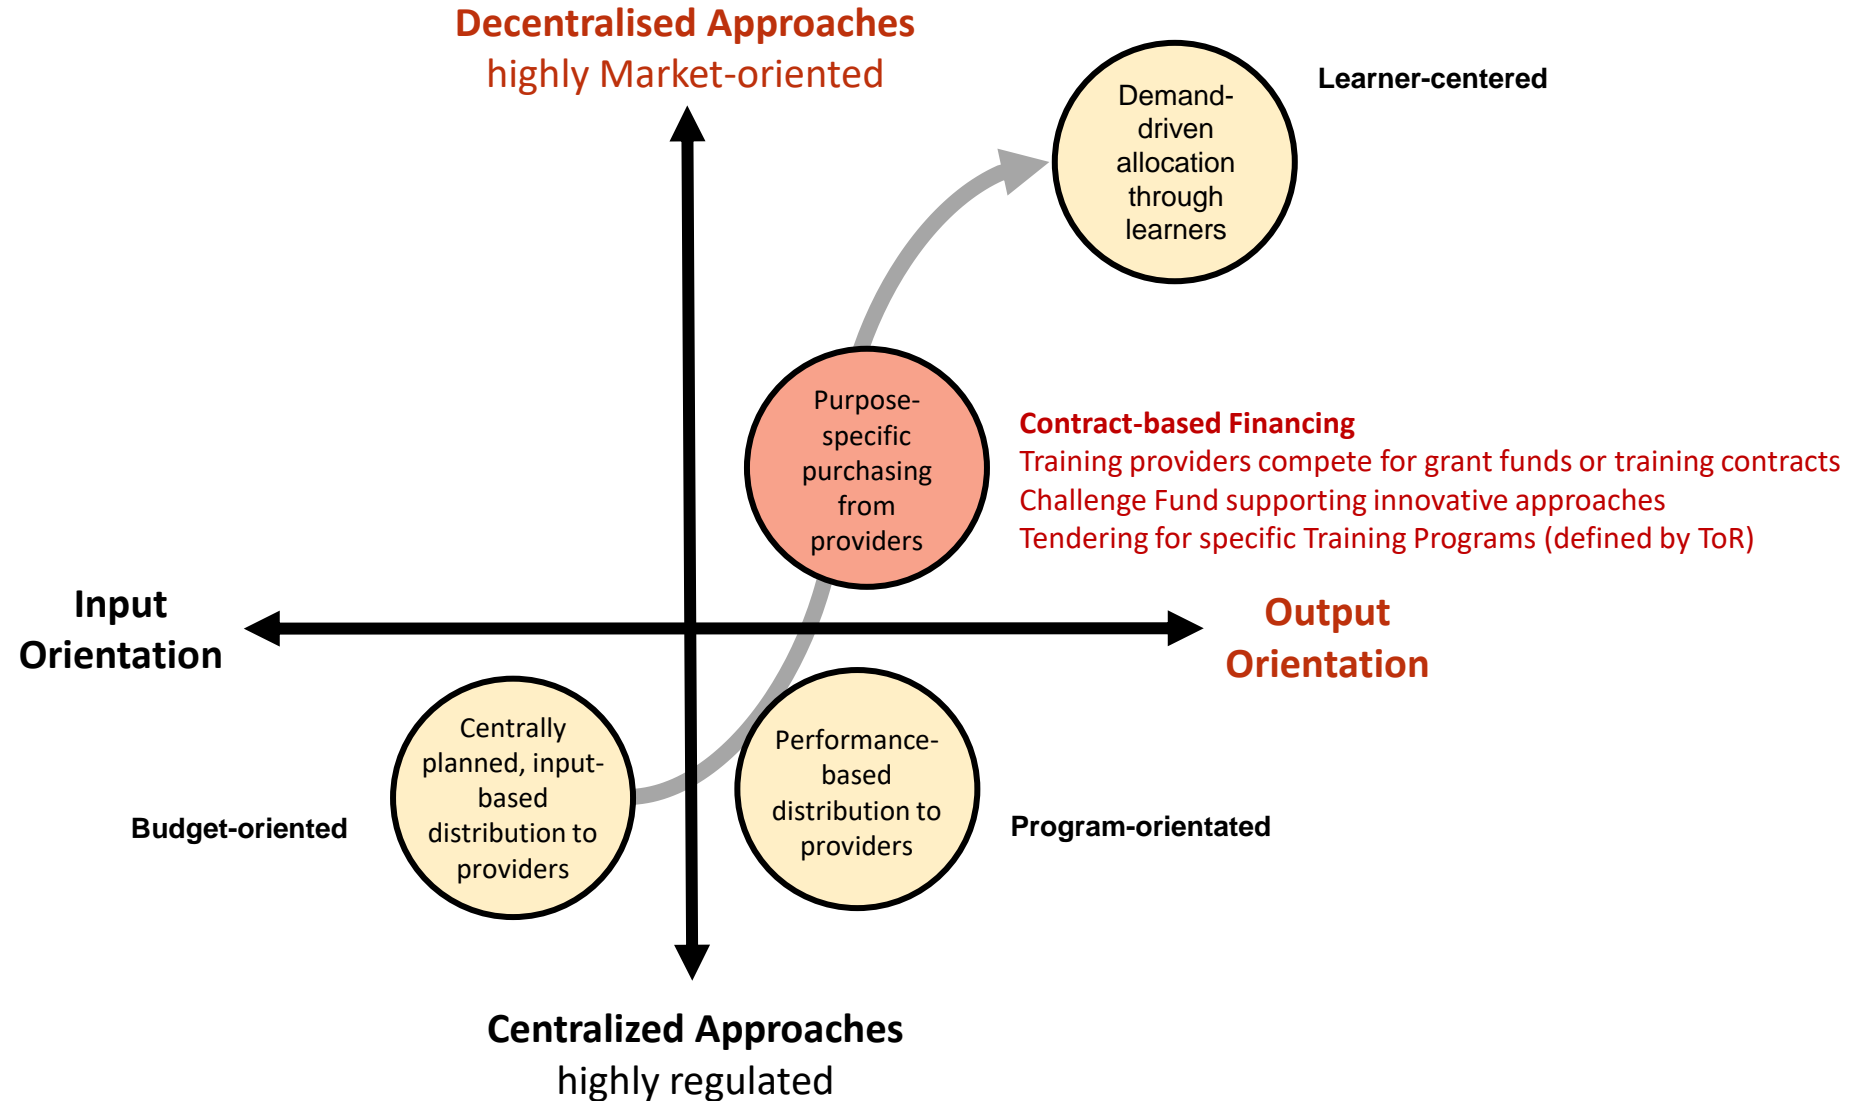 Decentralised Approaches
highly Market-oriented
Demand-
driven
allocation
through
learners
Learner-centered
Purpose-
specific
purchasing
from
providers
Contract-based Financing
Training providers compete for grant funds or training contracts
Challenge Fund supporting innovative approaches
Tendering for specific Training Programs (defined by ToR)
Input
Orientation
Output
Orientation
Budget-oriented
Centrally
planned, input-
based
distribution to
providers
Performance-
based
distribution to
providers
Program-orientated
Centralized Approaches
highly regulated